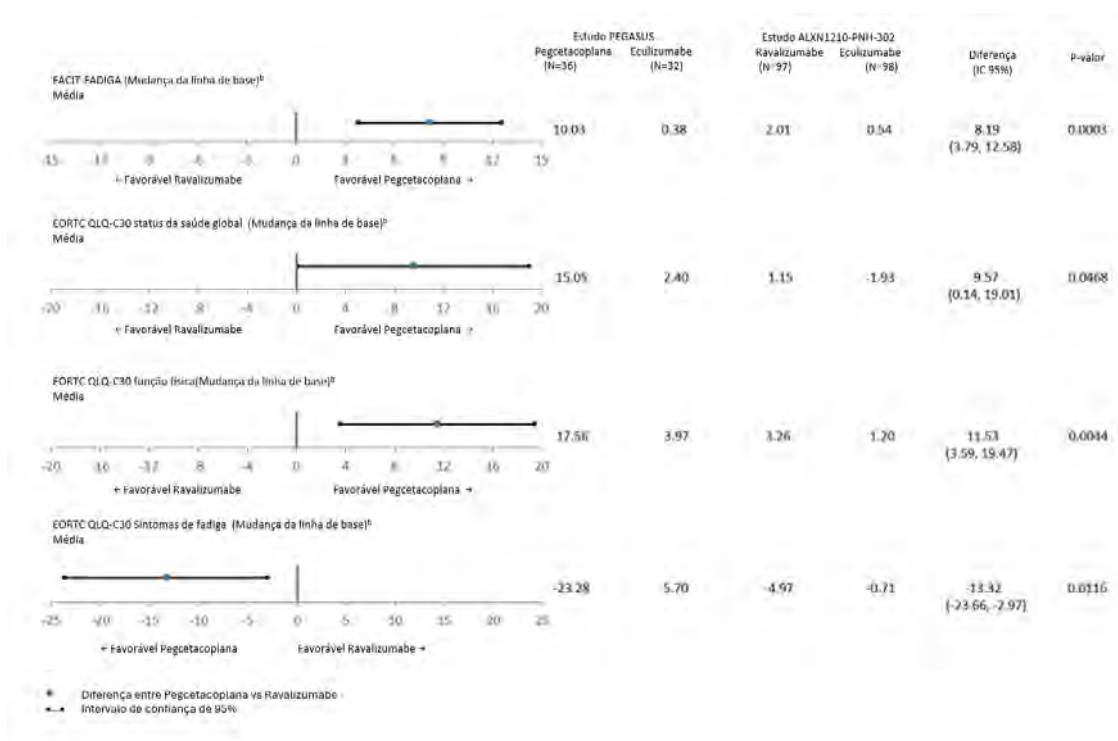 Estudo PEGASUS Estudo ALXN1210-PNH-302
Pegcetacoplana Eculizumabe Ravalizumabe Eculizumabe Diferença P-valor
(N=36) (N=32) (N=97) (N=98) (IC 95%)
FACIT-FADIGA (Mudança da linha de base)ᵇ
Média
10.03 0.38 2.01 0.54 8.19 0.0003
(3.79, 12.58)
-15 0 15
← Favorável Ravalizumabe Favorável Pegcetacoplana →
EORTC QLQ-C30 status da saúde global (Mudança da linha de base)ᵇ
Média
15.05 2.40 1.15 -1.93 9.57 0.0468
(0.14, 19.01)
-20 -16 -12 -8 -4 0 4 8 12 16 20
← Favorável Ravalizumabe Favorável Pegcetacoplana →
EORTC QLQ-C30 função física(Mudança da linha de base)ᵇ
Média
17.56 3.97 3.26 1.20 11.53 0.0044
(3.59, 19.47)
-20 -16 -12 -8 -4 0 4 8 12 16 20
← Favorável Ravalizumabe Favorável Pegcetacoplana →
EORTC QLQ-C30 Sintomas de fadiga (Mudança da linha de base)ᵇ
Média
-23.28 5.70 -4.97 -0.71 -13.32 0.0116
(-23.66, -2.97)
-25 -20 -15 -10 -5 0 5 10 15 20 25
← Favorável Pegcetacoplana Favorável Ravalizumabe →
Diferença entre Pegcetacoplana vs Ravalizumabe
Intervalo de confiança de 95%